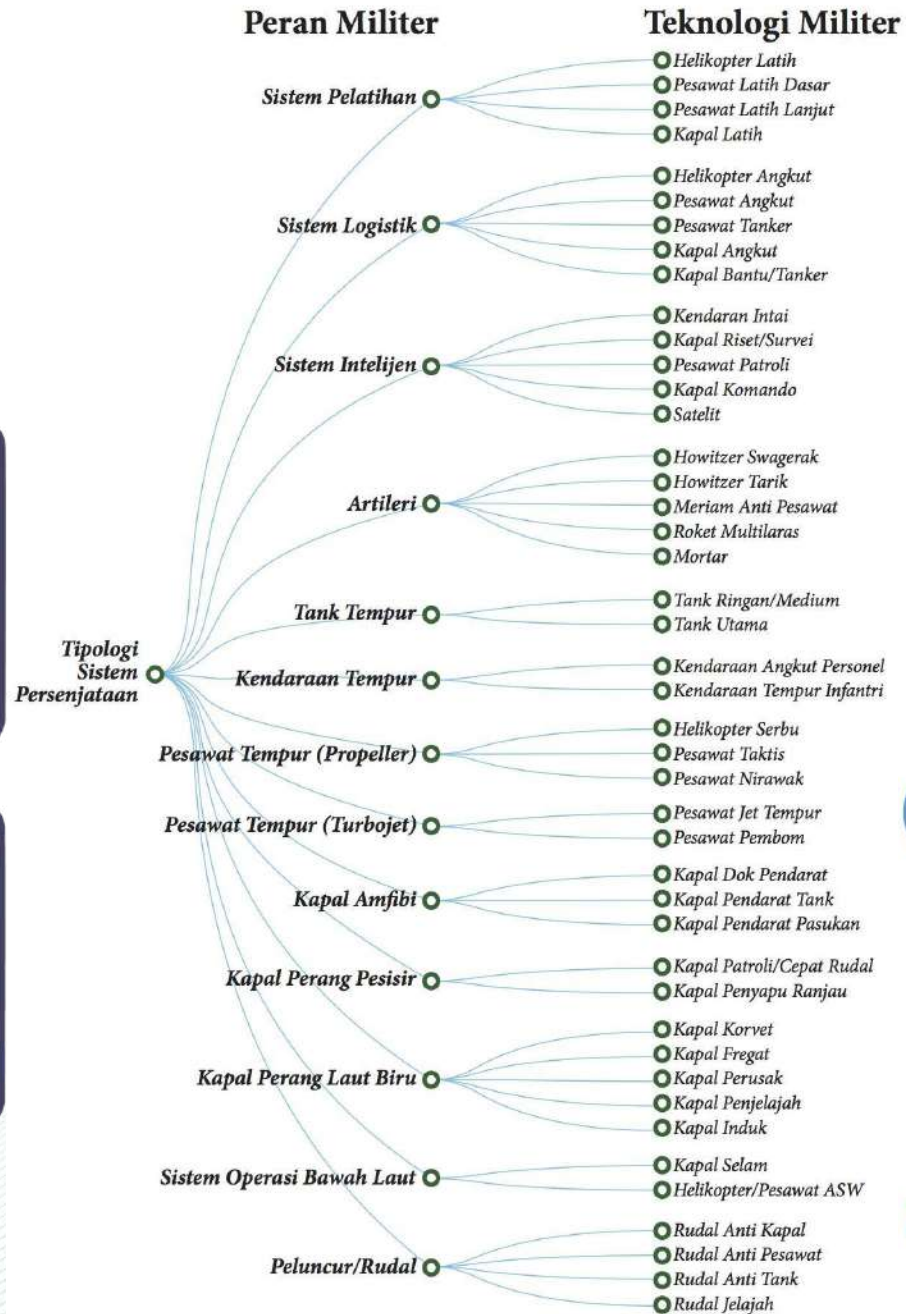 Peran Militer
Teknologi Militer
Sistem Pelatihan
Helikopter Latih
Pesawat Latih Dasar
Pesawat Latih Lanjut
Kapal Latih
Sistem Logistik
Helikopter Angkut
Pesawat Angkut
Pesawat Tanker
Kapal Angkut
Kapal Bantu/Tanker
Sistem Intelijen
Kendaran Intai
Kapal Riset/Survei
Pesawat Patroli
Kapal Komando
Satelit
Artileri
Howitzer Swagerak
Howitzer Tarik
Meriam Anti Pesawat
Roket Multilaras
Mortar
Tank Tempur
Tank Ringan/Medium
Tank Utama
Tipologi
Sistem
Persenjataan
Kendaraan Tempur
Kendaraan Angkut Personel
Kendaraan Tempur Infantri
Pesawat Tempur (Propeller)
Helikopter Serbu
Pesawat Taktis
Pesawat Nirawak
Pesawat Tempur (Turbojet)
Pesawat Jet Tempur
Pesawat Pembom
Kapal Amfibi
Kapal Dok Pendarat
Kapal Pendarat Tank
Kapal Pendarat Pasukan
Kapal Perang Pesisir
Kapal Patroli/Cepat Rudal
Kapal Penyapu Ranjau
Kapal Perang Laut Biru
Kapal Korvet
Kapal Fregat
Kapal Perusak
Kapal Penjelajah
Kapal Induk
Sistem Operasi Bawah Laut
Kapal Selam
Helikopter/Pesawat ASW
Peluncur/Rudal
Rudal Anti Kapal
Rudal Anti Pesawat
Rudal Anti Tank
Rudal Jelajah